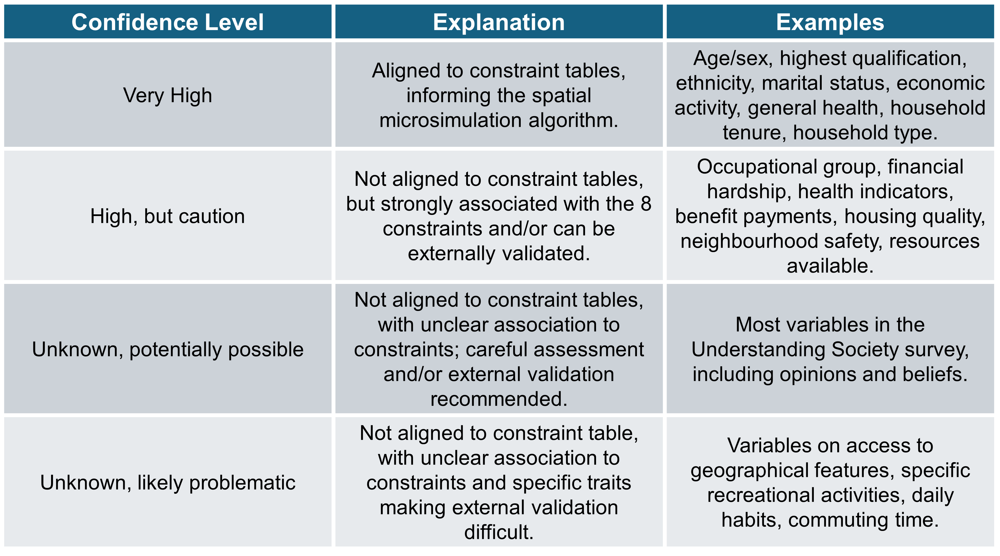 Confidence Level
Explanation
Examples
Very High
Aligned to constraint tables,
informing the spatial
microsimulation algorithm.
Age/sex, highest qualification,
ethnicity, marital status, economic
activity, general health, household
tenure, household type.
High, but caution
Not aligned to constraint tables,
but strongly associated with the 8
constraints and/or can be
externally validated.
Occupational group, financial
hardship, health indicators,
benefit payments, housing quality,
neighbourhood safety, resources
available.
Unknown, potentially possible
Not aligned to constraint tables,
with unclear association to
constraints; careful assessment
and/or external validation
recommended.
Most variables in the
Understanding Society survey,
including opinions and beliefs.
Unknown, likely problematic
Not aligned to constraint table,
with unclear association to
constraints and specific traits
making external validation
difficult.
Variables on access to
geographical features, specific
recreational activities, daily
habits, commuting time.